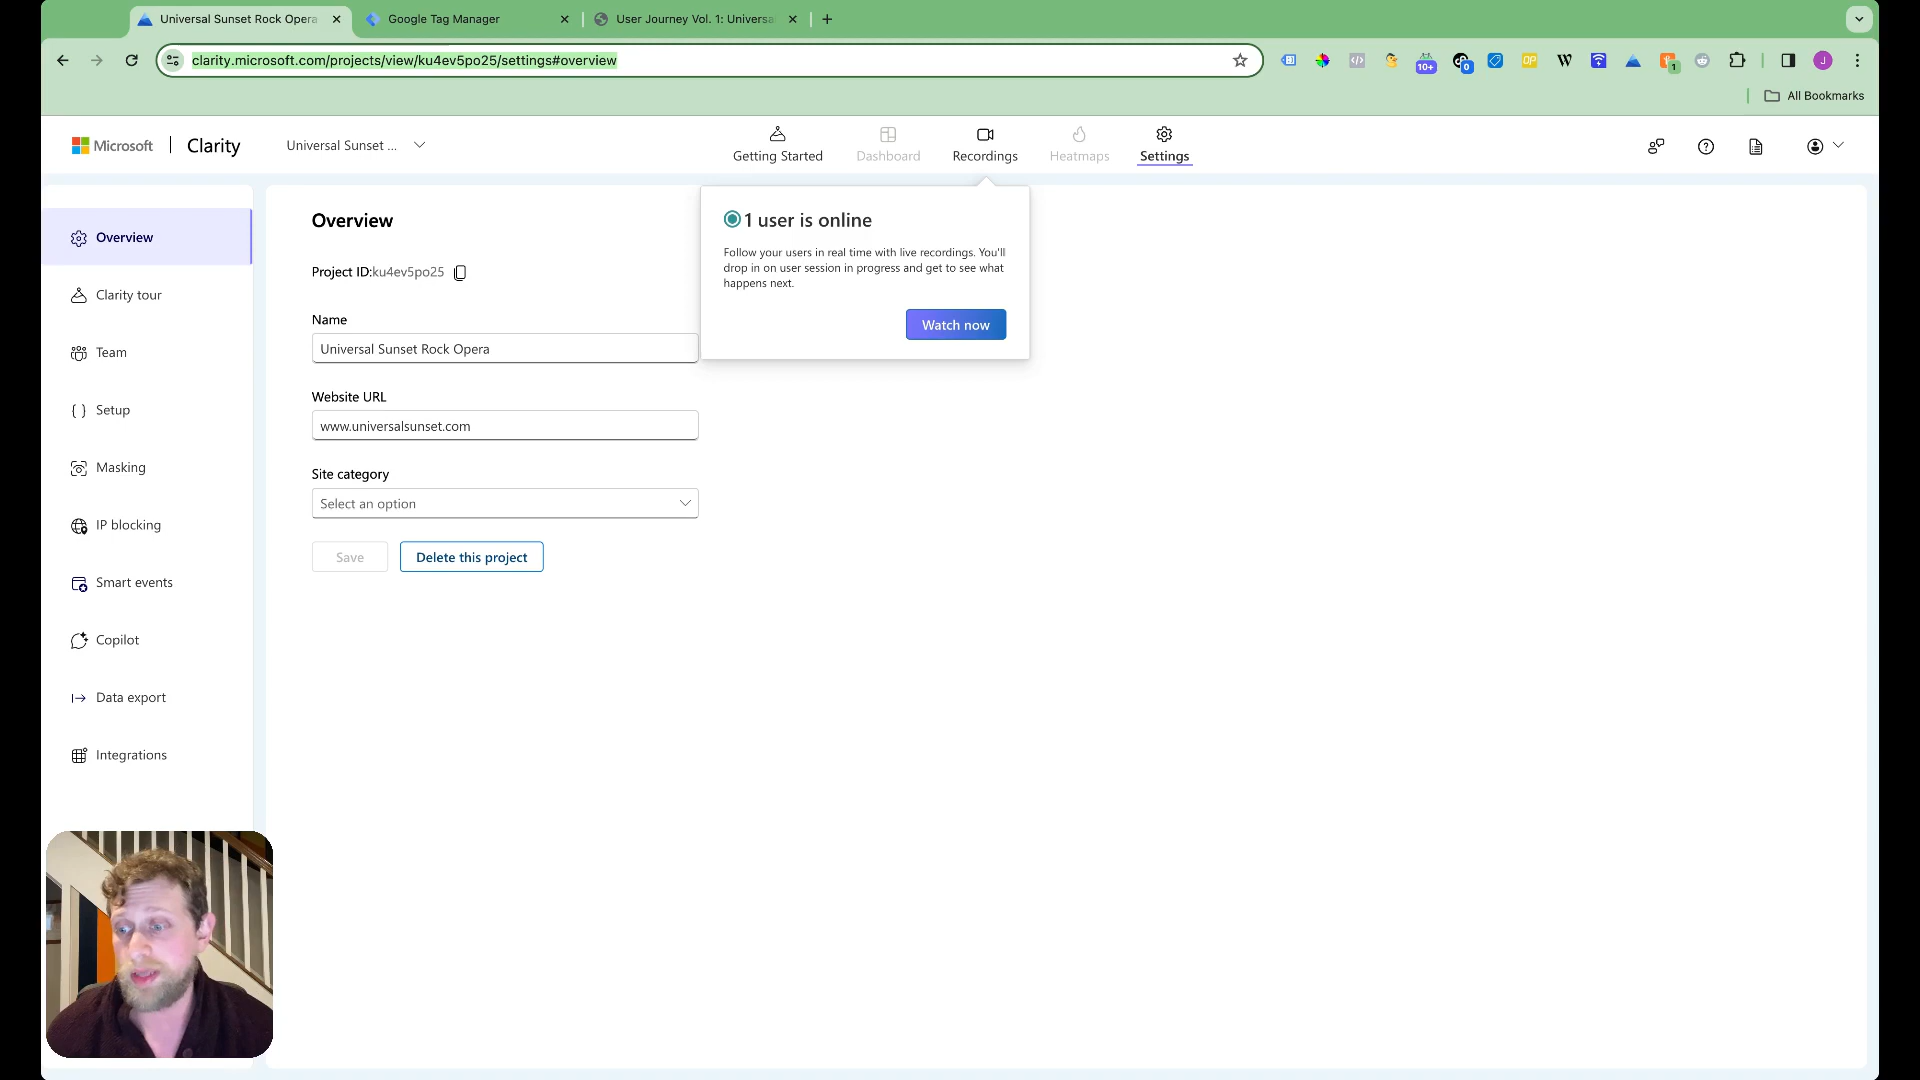 Universal Sunset Rock Opera
Google Tag Manager
User Journey Vol. 1: Universa
clarity.microsoft.com/projects/view/ku4ev5po25/settings#overview
10+
0
OP
W
1
J
All Bookmarks
Microsoft
Clarity
Universal Sunset ...
Getting Started
Dashboard
Recordings
Heatmaps
Settings
Overview
Clarity tour
Team
Setup
Masking
IP blocking
Smart events
Copilot
Data export
Integrations
Overview
Project ID:ku4ev5po25
Name
Universal Sunset Rock Opera
Website URL
www.universalsunset.com
Site category
Select an option
Save
Delete this project
1 user is online
Follow your users in real time with live recordings. You'll
drop in on user session in progress and get to see what
happens next.
Watch now